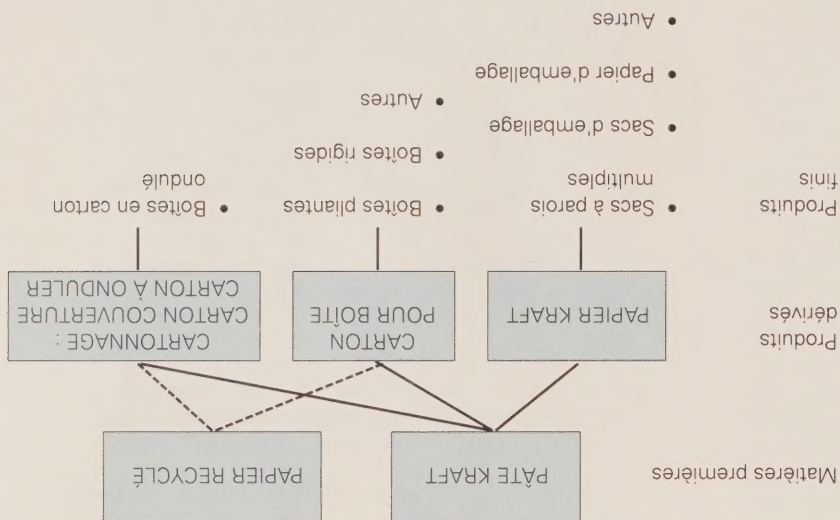 Matières premières
PÂTE KRAFT
PAPIER RECYCLÉ
Produits
dérivés
PAPIER KRAFT
CARTON
POUR BOÎTE
CARTONNAGE :
CARTON COUVERTURE
CARTON À ONDULER
Produits
finis
• Sacs à parois
multiples
• Sacs d'emballage
• Papier d'emballage
• Autres
• Boîtes pliantes
• Boîtes rigides
• Autres
• Boîtes en carton
ondulé